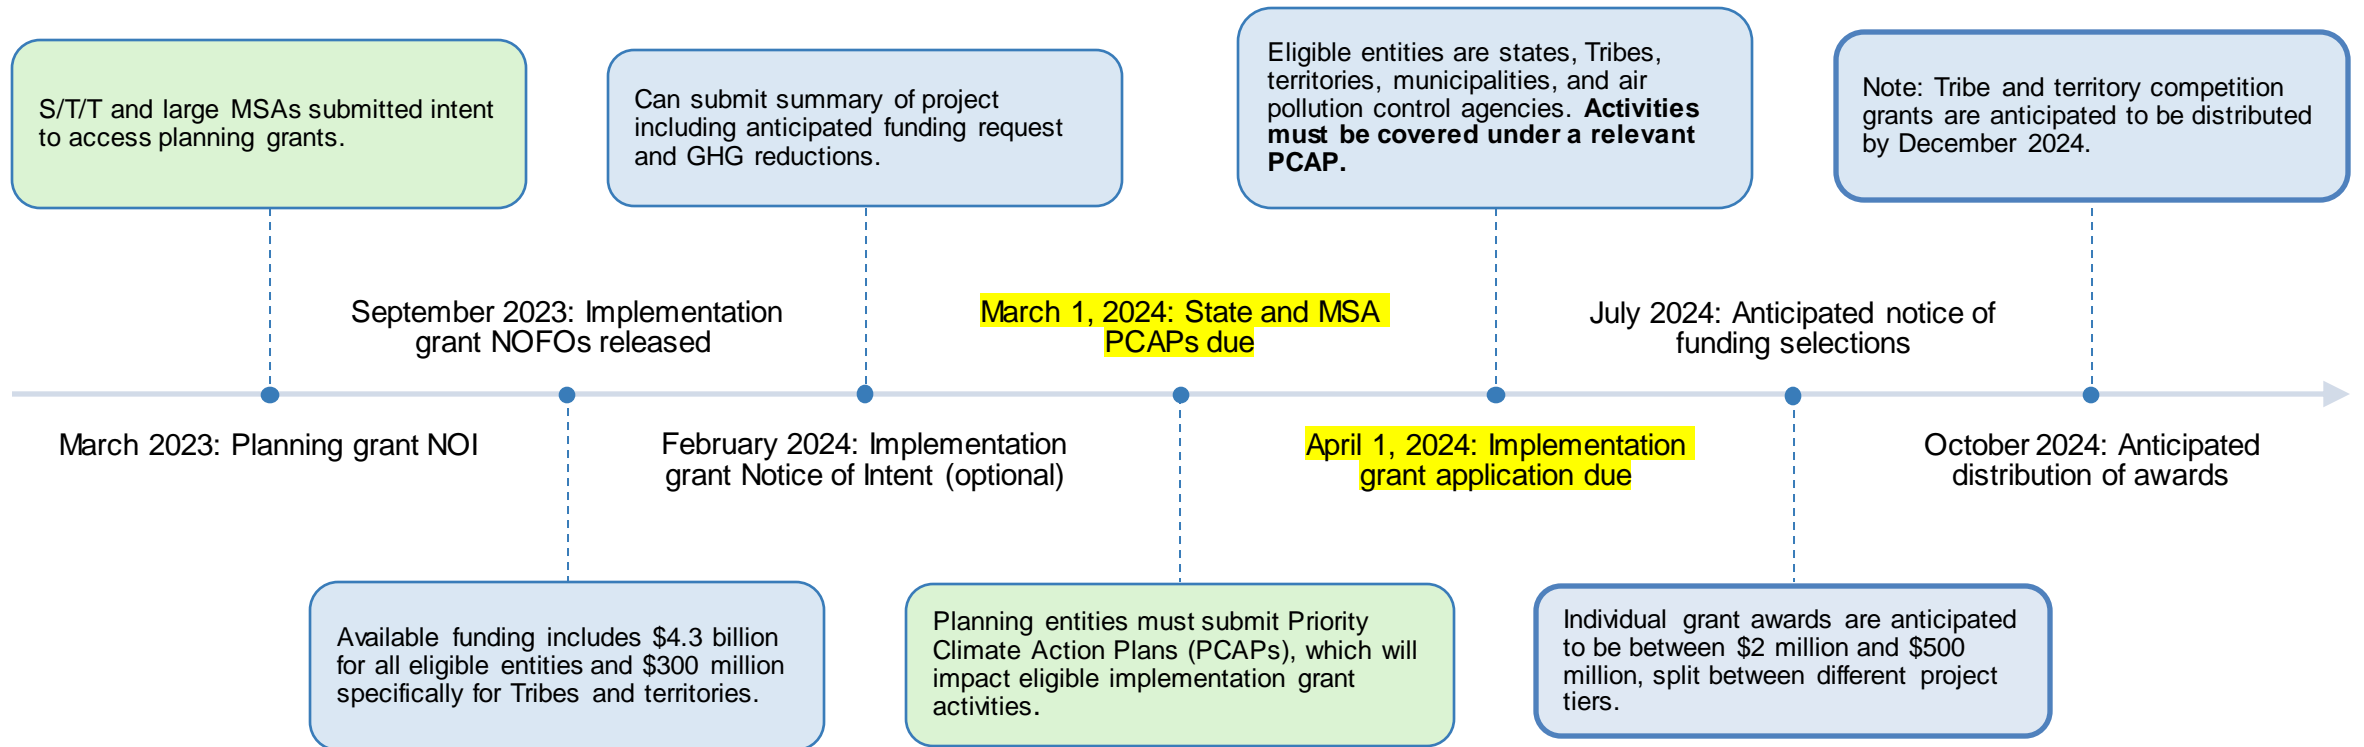 S/T/T and large MSAs submitted intent
to access planning grants.
Can submit summary of project
including anticipated funding request
and GHG reductions.
Eligible entities are states, Tribes,
territories, municipalities, and air
pollution control agencies. Activities
must be covered under a relevant
PCAP.
Note: Tribe and territory competition
grants are anticipated to be distributed
by December 2024.
September 2023: Implementation
grant NOFOs released
March 1, 2024: State and MSA
PCAPs due
July 2024: Anticipated notice of
funding selections
March 2023: Planning grant NOI
February 2024: Implementation
grant Notice of Intent (optional)
April 1, 2024: Implementation
grant application due
October 2024: Anticipated
distribution of awards
Available funding includes $4.3 billion
for all eligible entities and $300 million
specifically for Tribes and territories.
Planning entities must submit Priority
Climate Action Plans (PCAPs), which will
impact eligible implementation grant
activities.
Individual grant awards are anticipated
to be between $2 million and $500
million, split between different project
tiers.